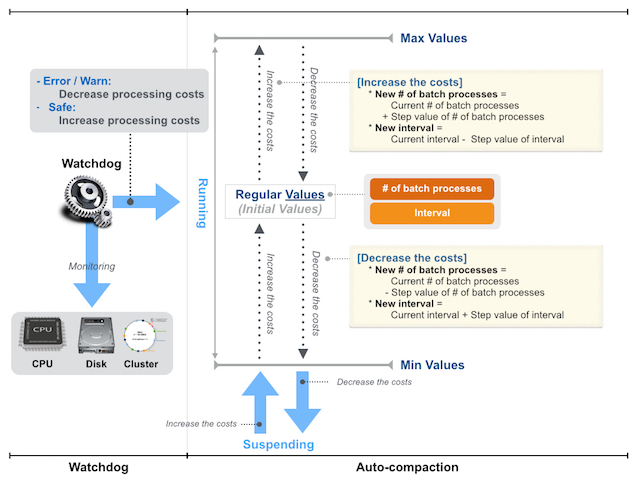 Max Values
- Error / Warn:
Decrease processing costs
- Safe:
Increase processing costs
Increase the costs
Decrease the costs
[Increase the costs]
* New # of batch processes =
Current # of batch processes
+ Step value of # of batch processes
* New interval =
Current interval - Step value of interval
Watchdog
Running
Regular Values
(Initial Values)
# of batch processes
Interval
Monitoring
Increase the costs
Decrease the costs
[Decrease the costs]
* New # of batch processes =
Current # of batch processes
- Step value of # of batch processes
* New interval =
Current interval + Step value of interval
CPU
CPU
Disk
Cluster
Min Values
Decrease the costs
Increase the costs
Suspending
Watchdog
Auto-compaction